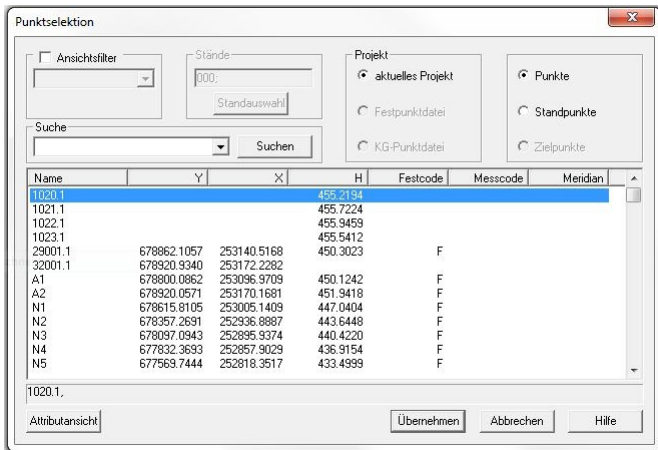 Punktselektion
Ansichtsfilter
Stände
000;
Standauswahl
Projekt
aktuelles Projekt
Festpunktdatei
KG-Punktdatei
Punkte
Standpunkte
Zielpunkte
Suche
Suchen
Name Y X H Festcode Messcode Meridian
1020.1 455.2194
1021.1 455.7224
1022.1 455.9459
1023.1 455.5412
29001.1 678862.1057 253140.5168 450.3023 F
32001.1 678920.9340 253172.2282
A1 678800.0862 253096.9709 450.1242 F
A2 678920.0571 253170.1681 451.9418 F
N1 678615.8105 253005.1409 447.0404 F
N2 678357.2691 252936.8887 443.6448 F
N3 678097.0943 252895.9374 440.4220 F
N4 677832.3693 252857.9029 436.9154 F
N5 677569.7444 252818.3517 433.4999 F
1020.1,
Attributansicht Übernehmen Abbrechen Hilfe